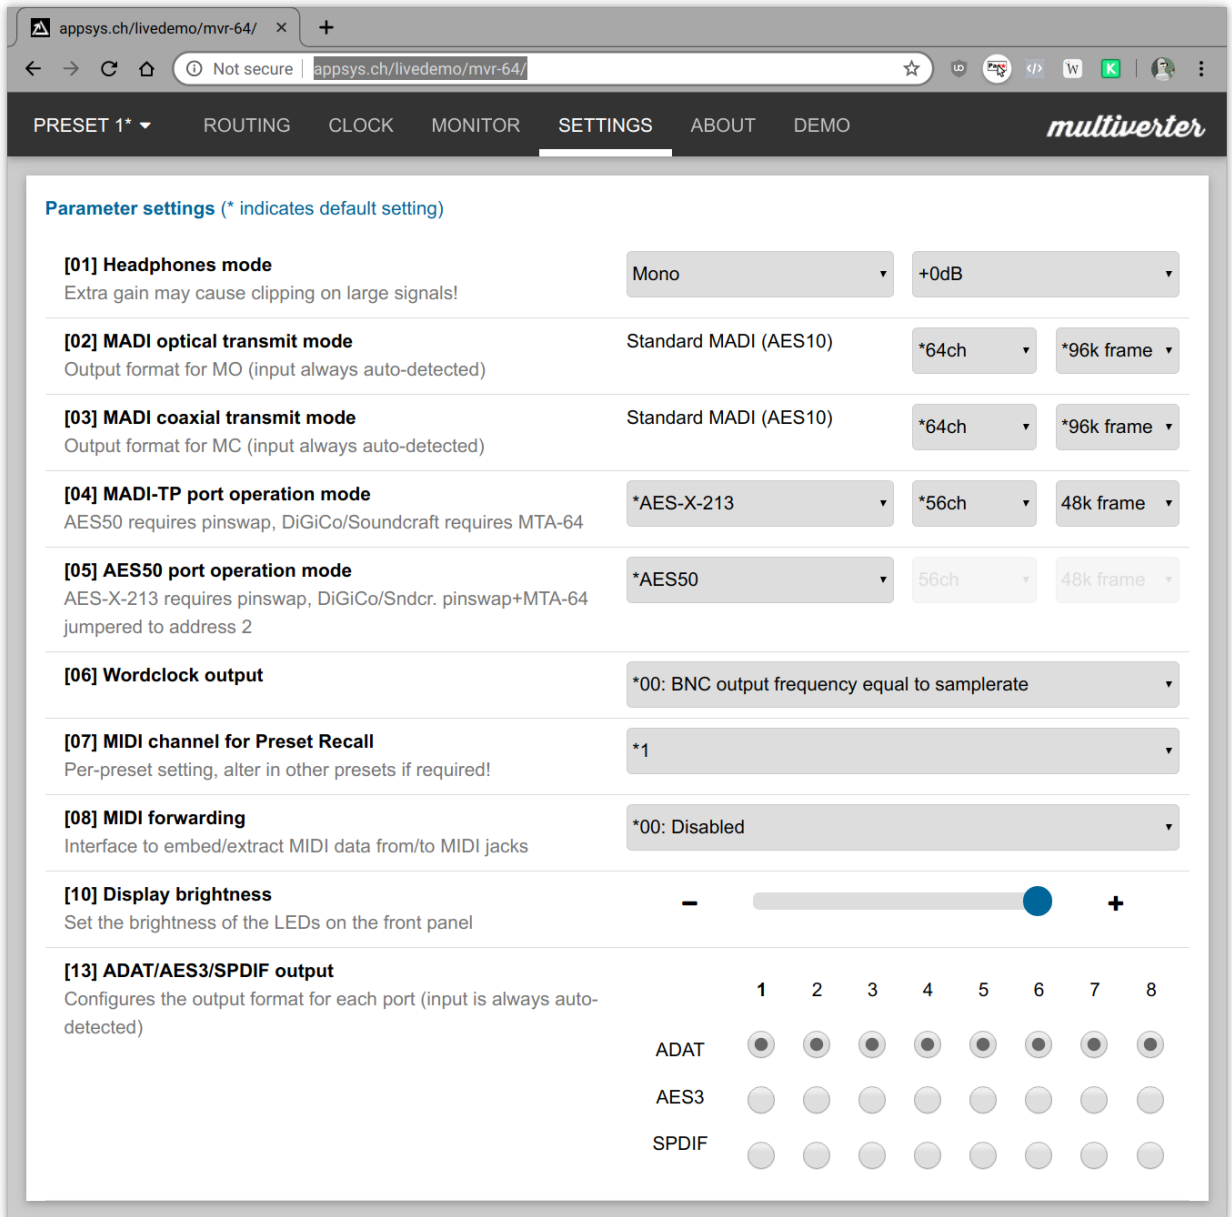 appsys.ch/livedemo/mvr-64/
Not secure appsys.ch/livedemo/mvr-64/
PRESET 1* ROUTING CLOCK MONITOR SETTINGS ABOUT DEMO multiverter
Parameter settings (* indicates default setting)
[01] Headphones mode
Extra gain may cause clipping on large signals!
Mono +0dB
[02] MADI optical transmit mode
Output format for MO (input always auto-detected)
Standard MADI (AES10) *64ch *96k frame
[03] MADI coaxial transmit mode
Output format for MC (input always auto-detected)
Standard MADI (AES10) *64ch *96k frame
[04] MADI-TP port operation mode
AES50 requires pinswap, DiGiCo/Soundcraft requires MTA-64
*AES-X-213 *56ch 48k frame
[05] AES50 port operation mode
AES-X-213 requires pinswap, DiGiCo/Sndcr. pinswap+MTA-64
jumpered to address 2
*AES50 56ch 48k frame
[06] Wordclock output
*00: BNC output frequency equal to samplerate
[07] MIDI channel for Preset Recall
Per-preset setting, alter in other presets if required!
*1
[08] MIDI forwarding
Interface to embed/extract MIDI data from/to MIDI jacks
*00: Disabled
[10] Display brightness
Set the brightness of the LEDs on the front panel
[13] ADAT/AES3/SPDIF output
Configures the output format for each port (input is always auto-
detected)
1 2 3 4 5 6 7 8
ADAT
AES3
SPDIF